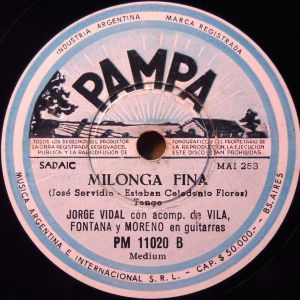 INDUSTRIA ARGENTINA
MARCA REGISTRADA
PAMPA
TODOS LOS DERECHOS DEL PRODUCTOR
LA OBRA REGISTRADA, RESERVADOS.
PUBLICA Y LA RADIODIFUSION DE
FONOGRAFICO Y EL PROPIETARIO DE
LA REPRODUCCION, LA EJECUCION
ESTE DISCO ESTAN PROHIBIDAS.
SADAIC
MAI 253
MILONGA FINA
(José Servidio - Esteban Celedonio Flores)
Tango
JORGE VIDAL con acomp. de VILA,
FONTANA y MORENO en guitarras
PM 11020 B
Medium
MUSICA ARGENTINA E INTERNACIONAL S.R.L. - CAP. $ 50.000.- BS. AIRES